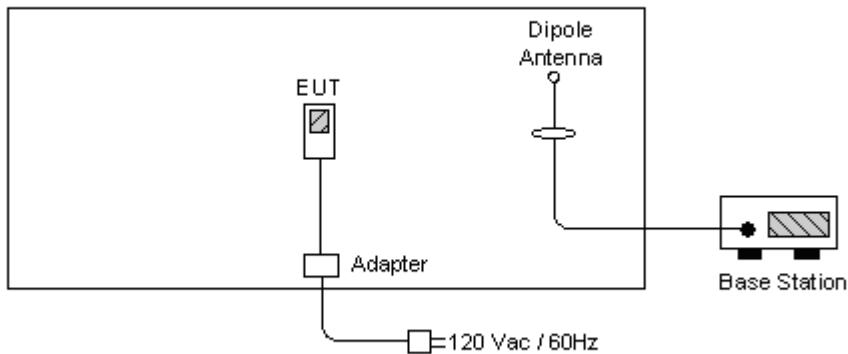 Dipole
Antenna
EUT
Adapter
Base Station
120 Vac / 60Hz